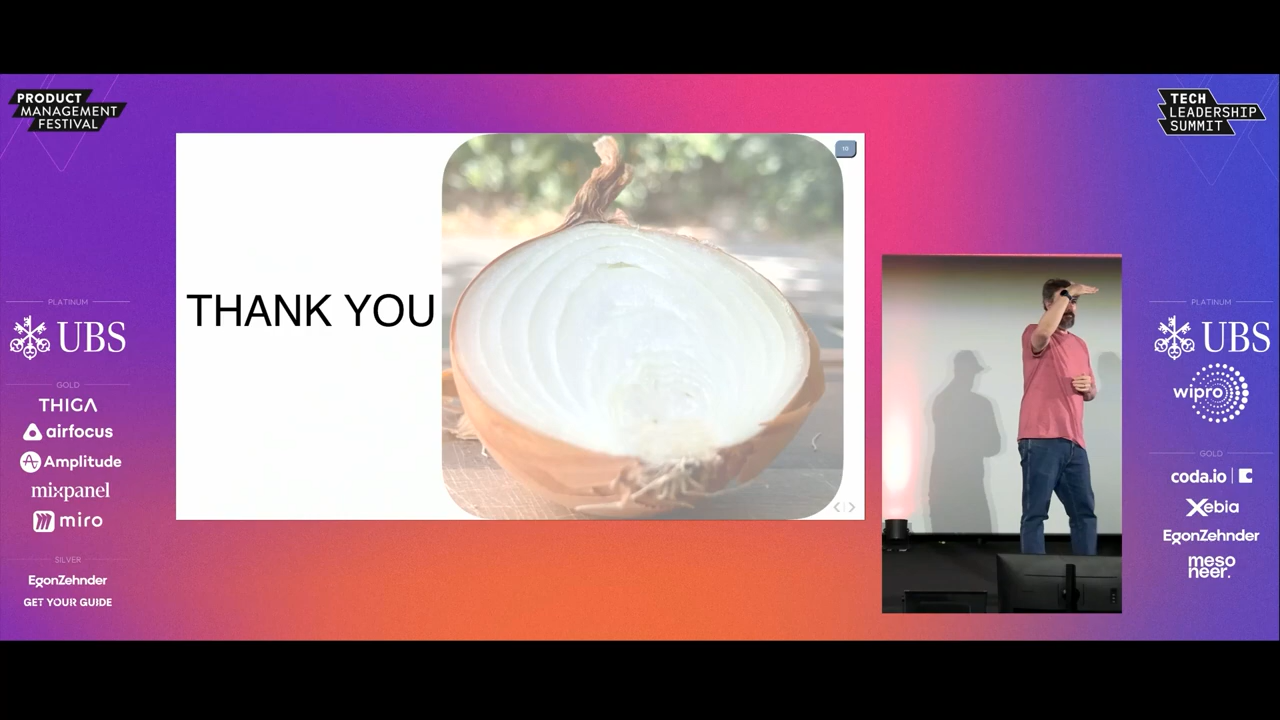 PRODUCT
MANAGEMENT
FESTIVAL
TECH
LEADERSHIP
SUMMIT
THANK YOU
PLATINUM
UBS
GOLD
THIGA
airfocus
Amplitude
mixpanel
miro
SILVER
EgonZehnder
GET YOUR GUIDE
PLATINUM
UBS
wipro
GOLD
coda.io
Xebia
EgonZehnder
meso
neer.